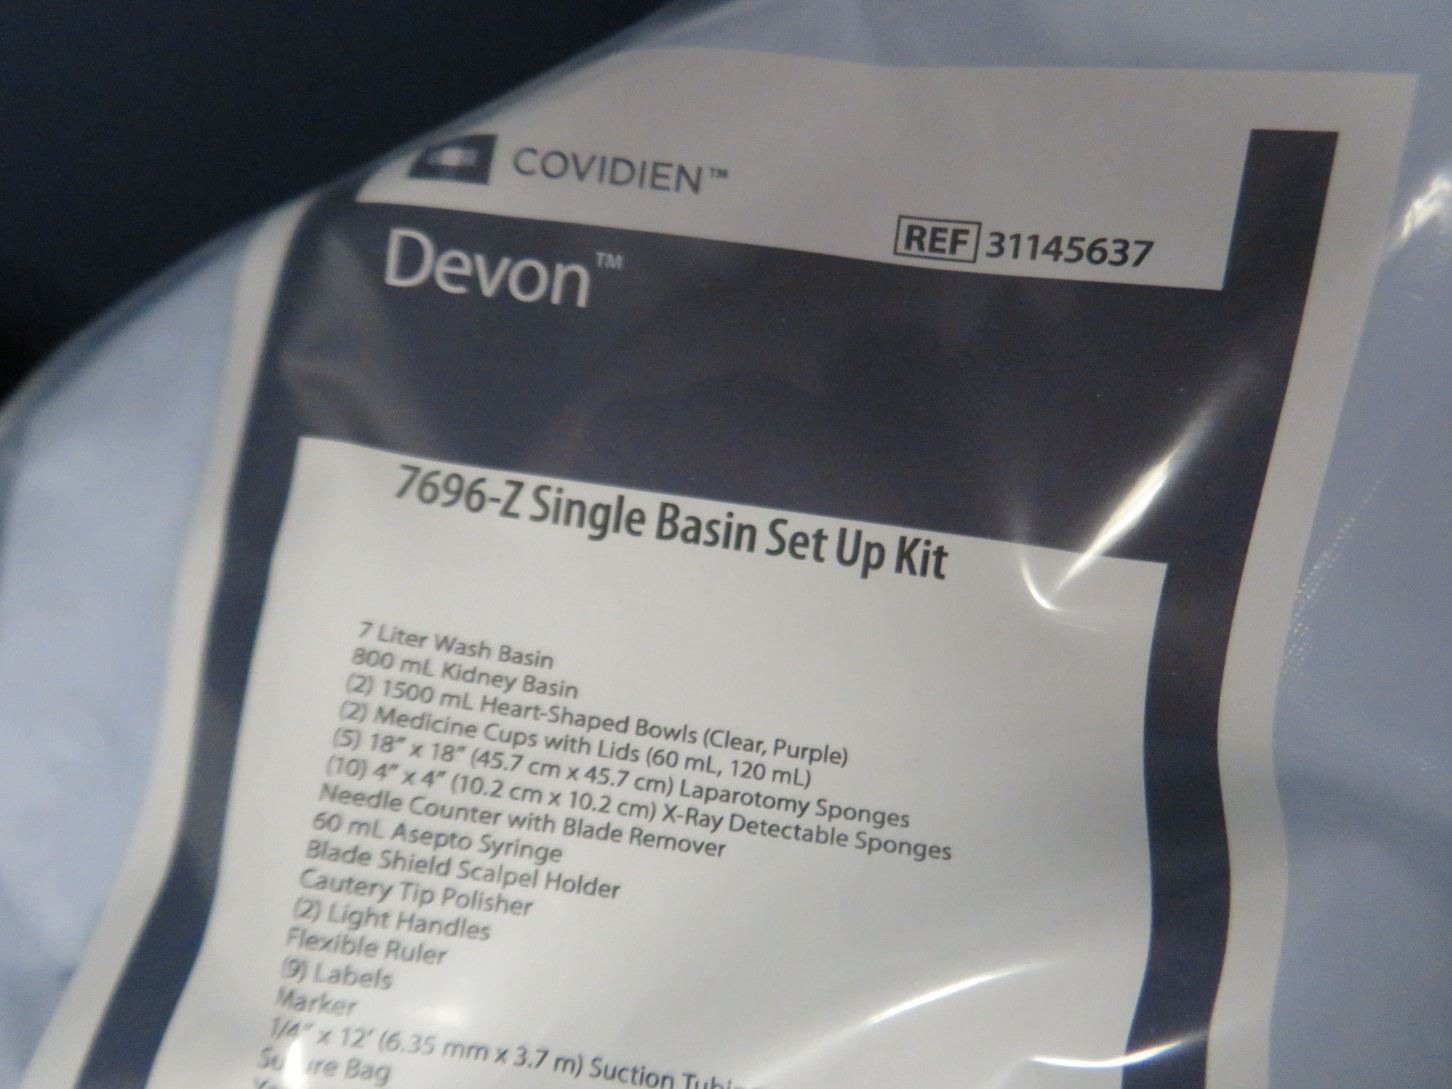 COVIDIEN™
REF 31145637
Devon™
7696-Z Single Basin Set Up Kit
7 Liter Wash Basin
800 mL Kidney Basin
(2) 1500 mL Heart-Shaped Bowls (Clear, Purple)
(2) Medicine Cups with Lids (60 mL, 120 mL)
(5) 18" x 18" (45.7 cm x 45.7 cm) Laparotomy Sponges
(10) 4" x 4" (10.2 cm x 10.2 cm) X-Ray Detectable Sponges
Needle Counter with Blade Remover
60 mL Asepto Syringe
Blade Shield Scalpel Holder
Cautery Tip Polisher
(2) Light Handles
Flexible Ruler
(9) Labels
Marker
1/4" x 12' (6.35 mm x 3.7 m) Suction
Bag